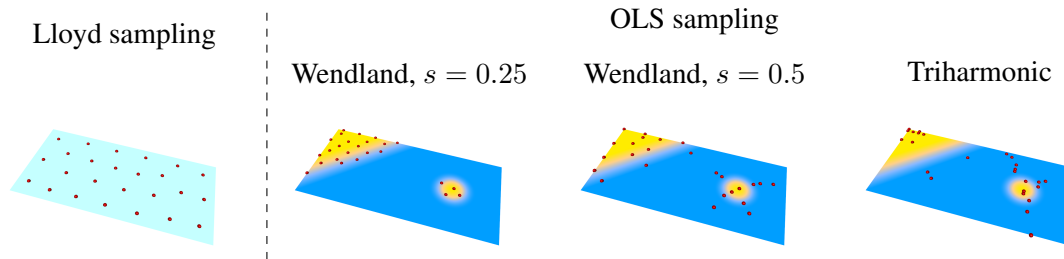 OLS sampling
Lloyd sampling
Wendland, s = 0.25
Wendland, s = 0.5
Triharmonic